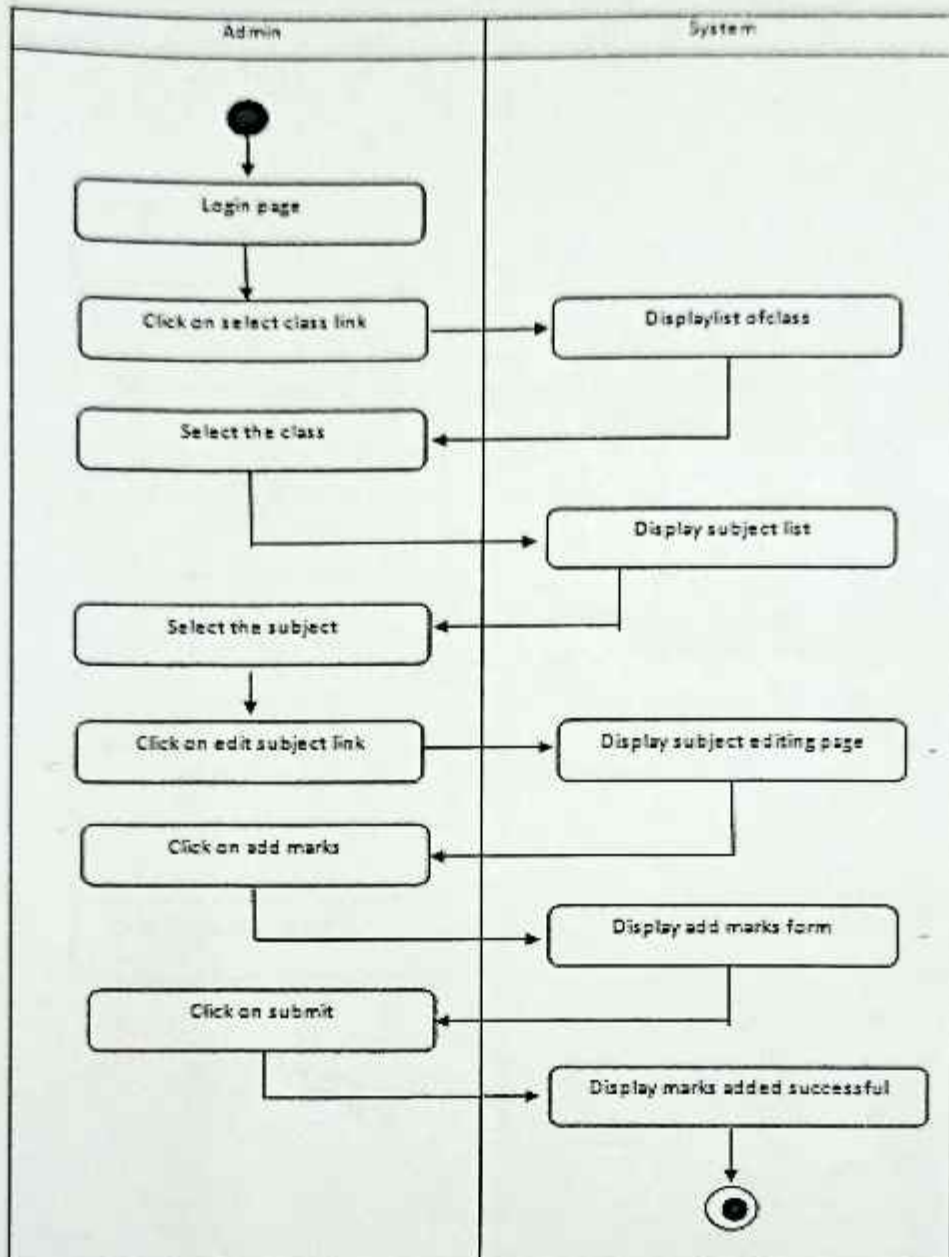 Admin
System
Login page
Click on select class link
Displaylist ofclass
Select the class
Display subject list
Select the subject
Click on edit subject link
Display subject editing page
Click on add marks
Display add marks form
Click on submit
Display marks added successful